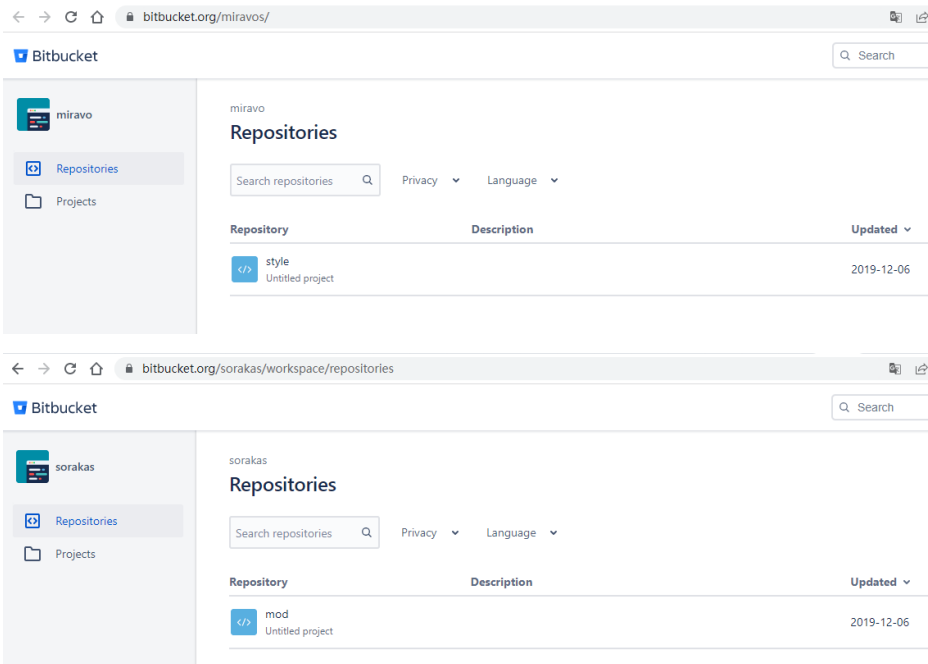 bitbucket.org/miravos/
Bitbucket
Search
miravo
miravo
Repositories
Repositories
Projects
Search repositories
Privacy
Language
Repository Description Updated
style
Untitled project
2019-12-06
bitbucket.org/sorakas/workspace/repositories
Bitbucket
Search
sorakas
sorakas
Repositories
Repositories
Projects
Search repositories
Privacy
Language
Repository Description Updated
mod
Untitled project
2019-12-06